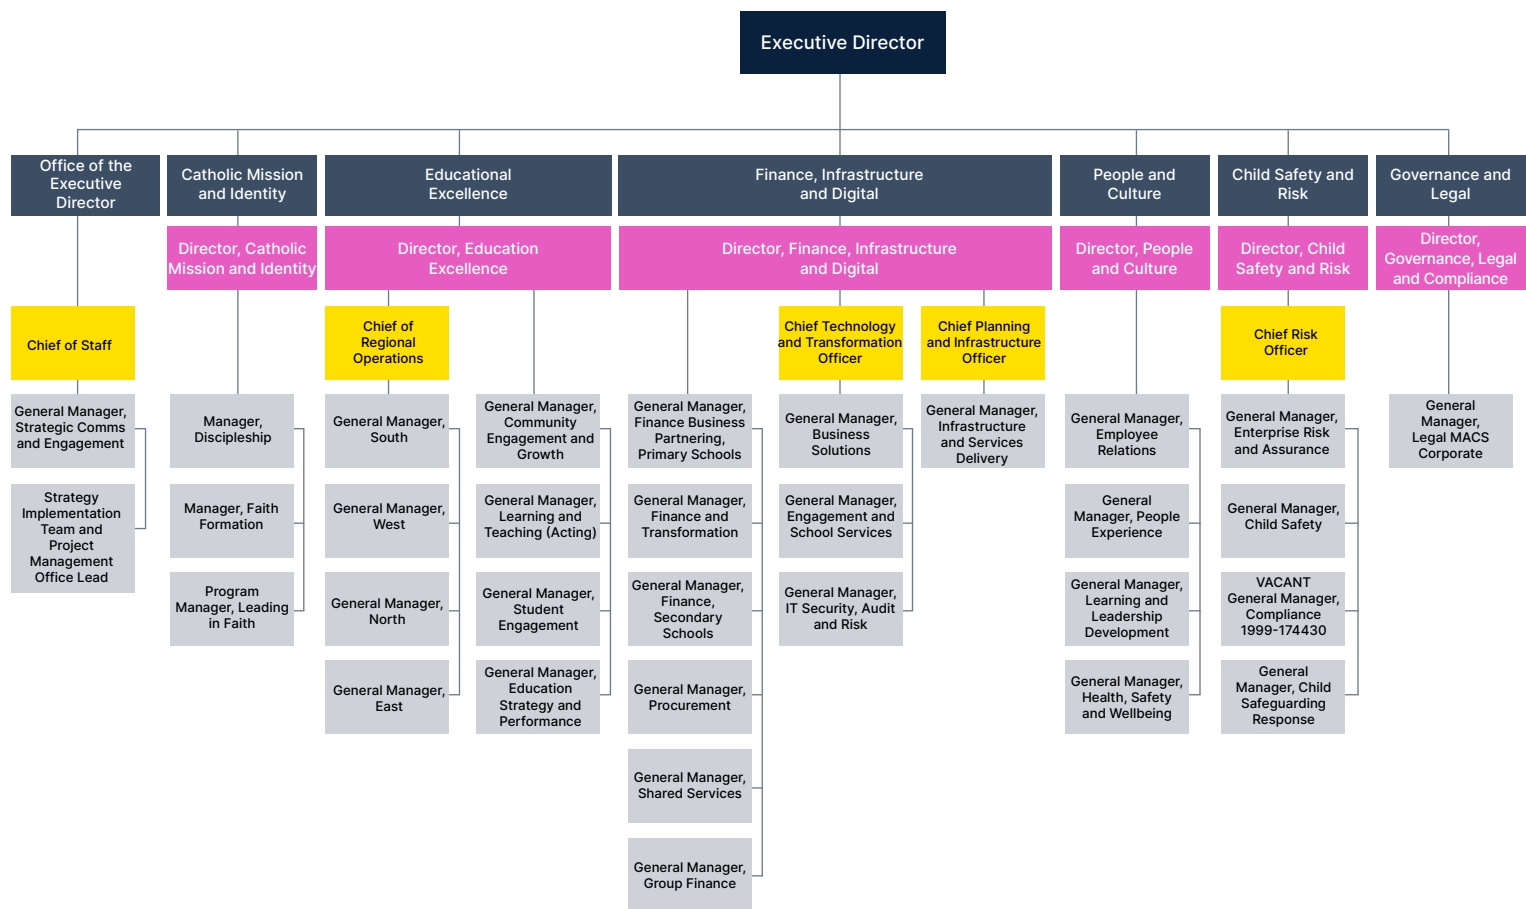 Executive Director
Office of the
Executive
Director
Catholic Mission
and Identity
Educational
Excellence
Finance, Infrastructure
and Digital
People and
Culture
Child Safety and
Risk
Governance and
Legal
Director, Catholic
Mission and Identity
Director, Education
Excellence
Director, Finance, Infrastructure
and Digital
Director, People
and Culture
Director, Child
Safety and Risk
Director,
Governance, Legal
and Compliance
Chief of Staff
Chief of
Regional
Operations
Chief Technology
and Transformation
Officer
Chief Planning
and Infrastructure
Officer
Chief Risk
Officer
General Manager,
Strategic Comms
and Engagement
Manager,
Discipleship
General Manager,
South
General Manager,
Community
Engagement and
Growth
General Manager,
Finance Business
Partnering,
Primary Schools
General Manager,
Business
Solutions
General Manager,
Infrastructure
and Services
Delivery
General Manager,
Employee
Relations
General Manager,
Enterprise Risk
and Assurance
General
Manager,
Legal MACS
Corporate
Strategy
Implementation
Team and
Project
Management
Office Lead
Manager, Faith
Formation
General Manager,
West
General Manager,
Learning and
Teaching (Acting)
General Manager,
Finance and
Transformation
General Manager,
Engagement and
School Services
General
Manager, People
Experience
General Manager,
Child Safety
Program
Manager, Leading
in Faith
General Manager,
North
General Manager,
Student
Engagement
General Manager,
Finance,
Secondary
Schools
General Manager,
IT Security, Audit
and Risk
General Manager,
Learning and
Leadership
Development
VACANT
General Manager,
Compliance
1999-174430
General Manager,
East
General Manager,
Education
Strategy and
Performance
General Manager,
Procurement
General Manager,
Health, Safety
and Wellbeing
General
Manager, Child
Safeguarding
Response
General Manager,
Shared Services
General Manager,
Group Finance